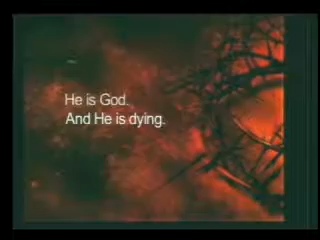 He is God.
And He is dying.